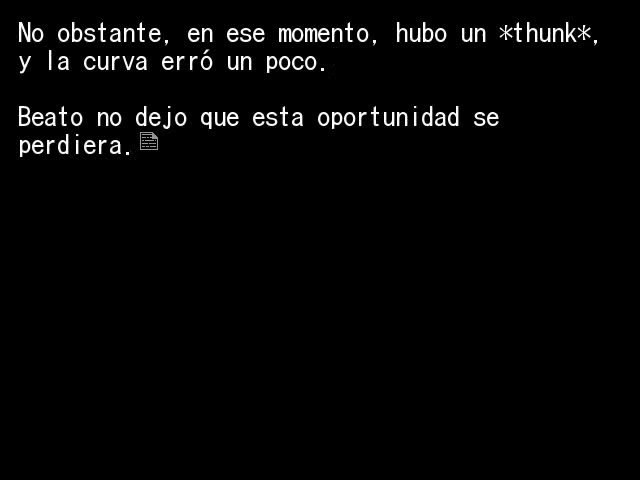 No obstante, en ese momento, hubo un *thunk*,
y la curva erró un poco.
Beato no dejo que esta oportunidad se
perdiera.